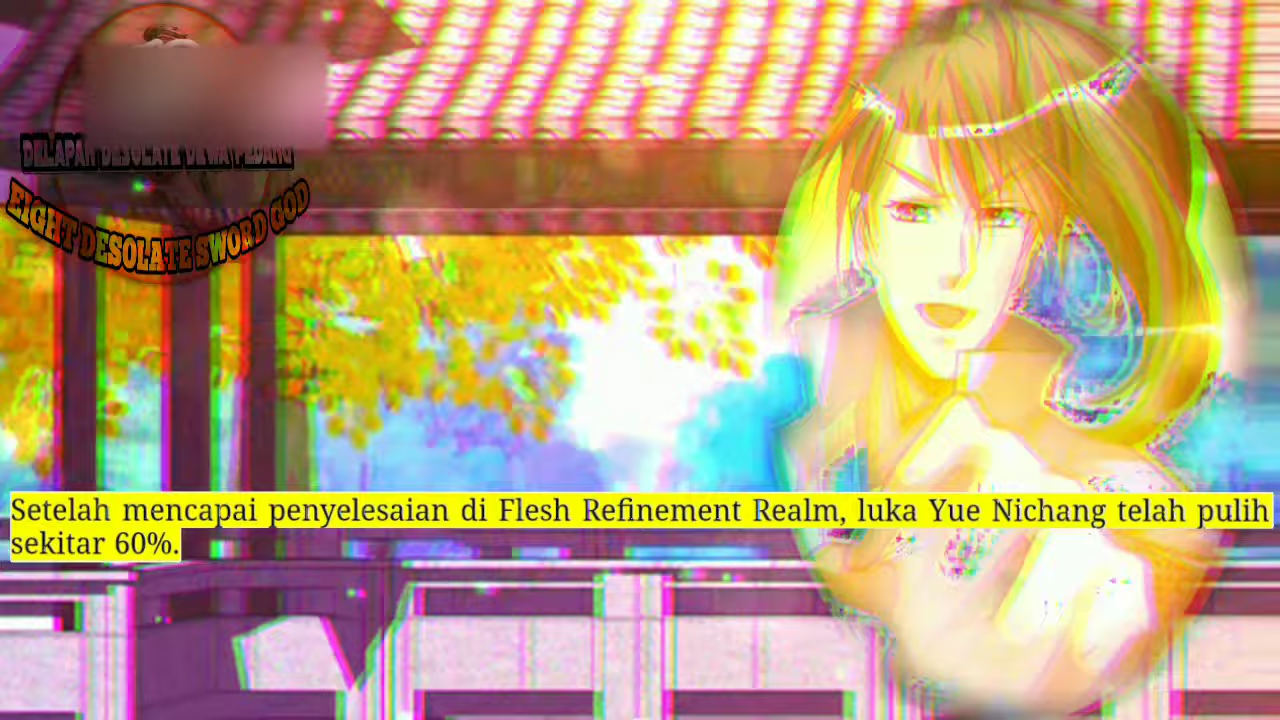 DELAPAN DESOLATE DEWA PEDANG
EIGHT DESOLATE SWORD GOD
Setelah mencapai penyelesaian di Flesh Refinement Realm, luka Yue Nichang telah pulih
sekitar 60%.